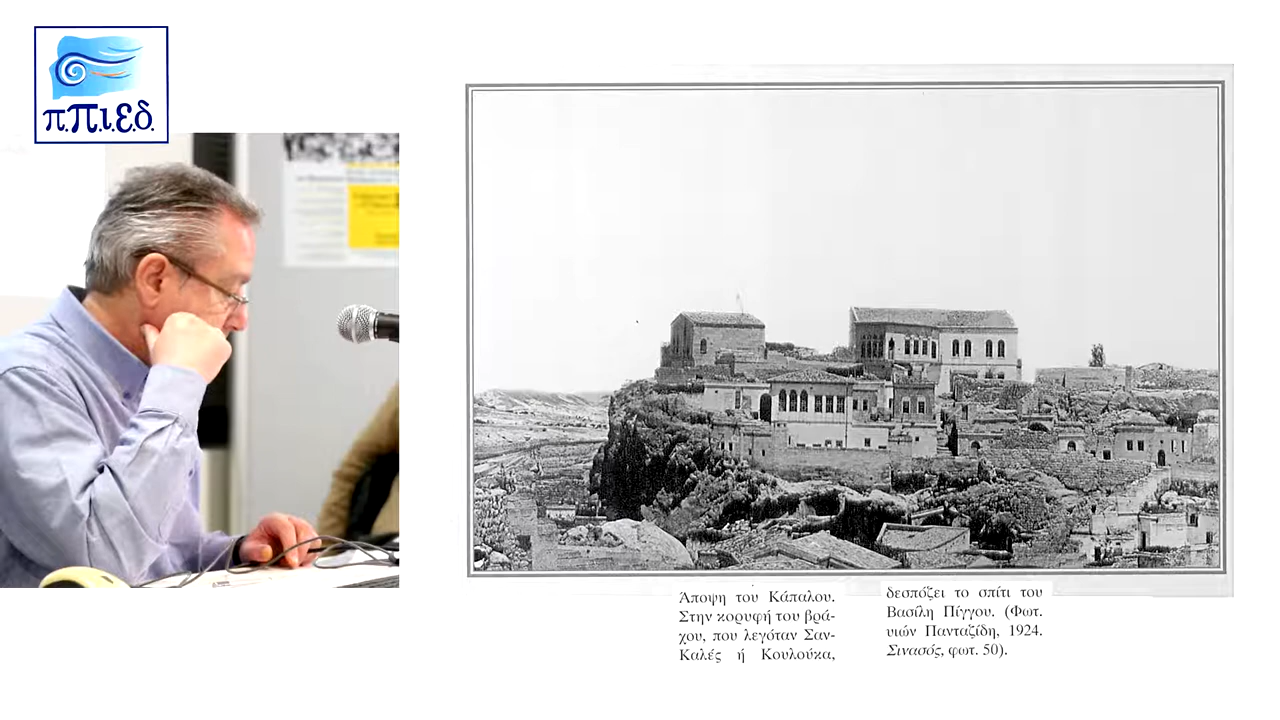 π.π.ι.εδ.
Άποψη του Κάπαλου.
Στην κορυφή του βρά-
χου, που λεγόταν Σαν-
Καλές ή Κουλούκα,
δεσπόζει το σπίτι του
Βασίλη Πίγγου. (Φωτ.
υιών Πανταζίδη, 1924.
Σινασός, φωτ. 50).